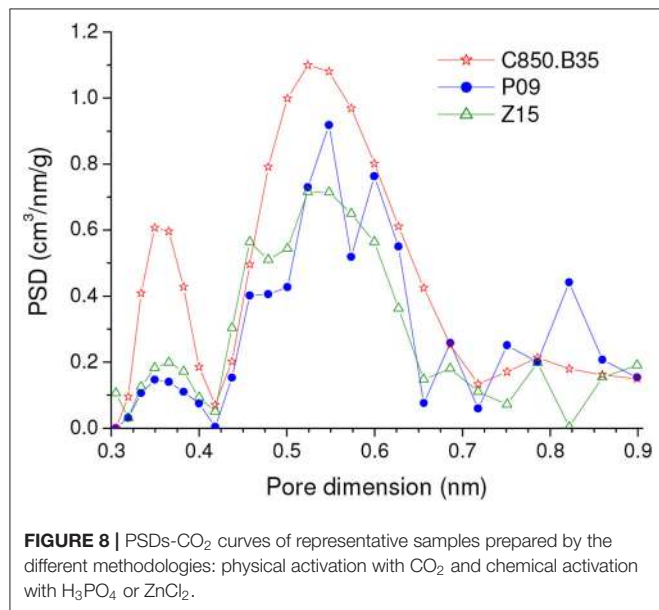 C850.B35
P09
Z15
PSD (cm³/nm/g)
1.2
1.0
0.8
0.6
0.4
0.2
0.0
0.3 0.4 0.5 0.6 0.7 0.8 0.9
Pore dimension (nm)
FIGURE 8 | PSDs-CO₂ curves of representative samples prepared by the
different methodologies: physical activation with CO₂ and chemical activation
with H₃PO₄ or ZnCl₂.